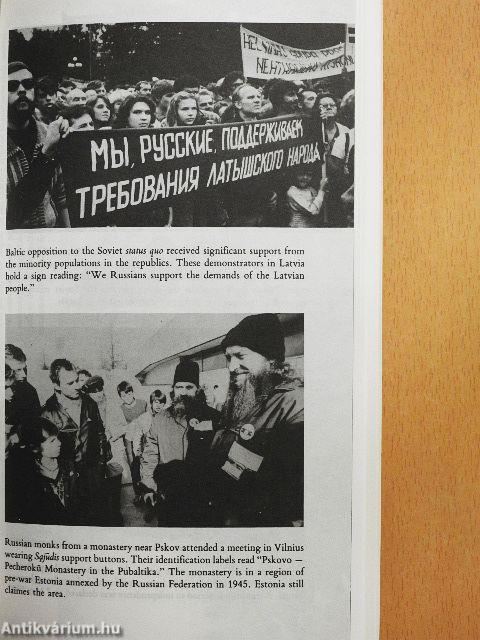 HELSINKI
МЫ, РУССКИЕ, ПОДДЕРЖИВАЕМ
ТРЕБОВАНИЯ ЛАТЫШСКОГО НАРОДА
Baltic opposition to the Soviet status quo received significant support from
the minority populations in the republics. These demonstrators in Latvia
hold a sign reading: “We Russians support the demands of the Latvian
people.”
Russian monks from a monastery near Pskov attended a meeting in Vilnius
wearing Sąjūdis support buttons. Their identification labels read “Pskovo —
Pecherokū Monastery in the Pubaltika.” The monastery is in a region of
pre-war Estonia annexed by the Russian Federation in 1945. Estonia still
claimes the area.
Antikvárium.hu